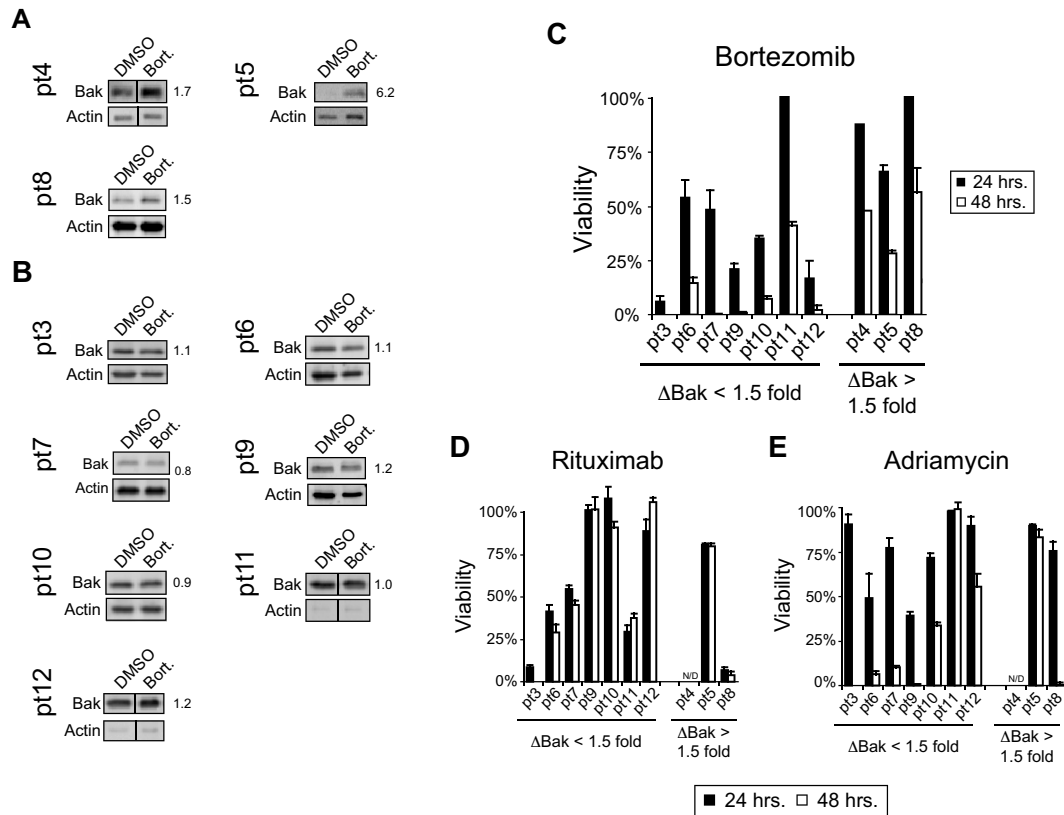 A
pt4
DMSO
Bort.
Bak
1.7
Actin
pt5
DMSO
Bort.
Bak
6.2
Actin
pt8
DMSO
Bort.
Bak
1.5
Actin
B
pt3
DMSO
Bort.
Bak
1.1
Actin
pt6
DMSO
Bort.
Bak
1.1
Actin
pt7
DMSO
Bort.
Bak
0.8
Actin
pt9
DMSO
Bort.
Bak
1.2
Actin
pt10
DMSO
Bort.
Bak
0.9
Actin
pt11
DMSO
Bort.
Bak
1.0
Actin
pt12
DMSO
Bort.
Bak
1.2
Actin
C
Bortezomib
Viability
100%
75%
50%
25%
0%
pt3 pt6 pt7 pt9 pt10 pt11 pt12 pt4 pt5 pt8
ΔBak < 1.5 fold
ΔBak >
1.5 fold
24 hrs.
48 hrs.
D
Rituximab
Viability
100%
75%
50%
25%
0%
N/D
pt3 pt6 pt7 pt9 pt10 pt11 pt12 pt4 pt5 pt8
ΔBak < 1.5 fold
ΔBak >
1.5 fold
E
Adriamycin
Viability
100%
75%
50%
25%
0%
N/D
pt3 pt6 pt7 pt9 pt10 pt11 pt12 pt4 pt5 pt8
ΔBak < 1.5 fold
ΔBak >
1.5 fold
24 hrs. 48 hrs.